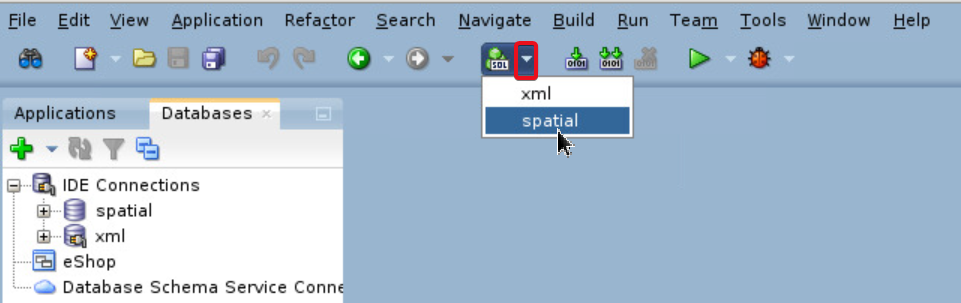 File Edit View Application Refactor Search Navigate Build Run Team Tools Window Help
SQL
xml
spatial
Applications Databases
IDE Connections
spatial
xml
eShop
Database Schema Service Conne